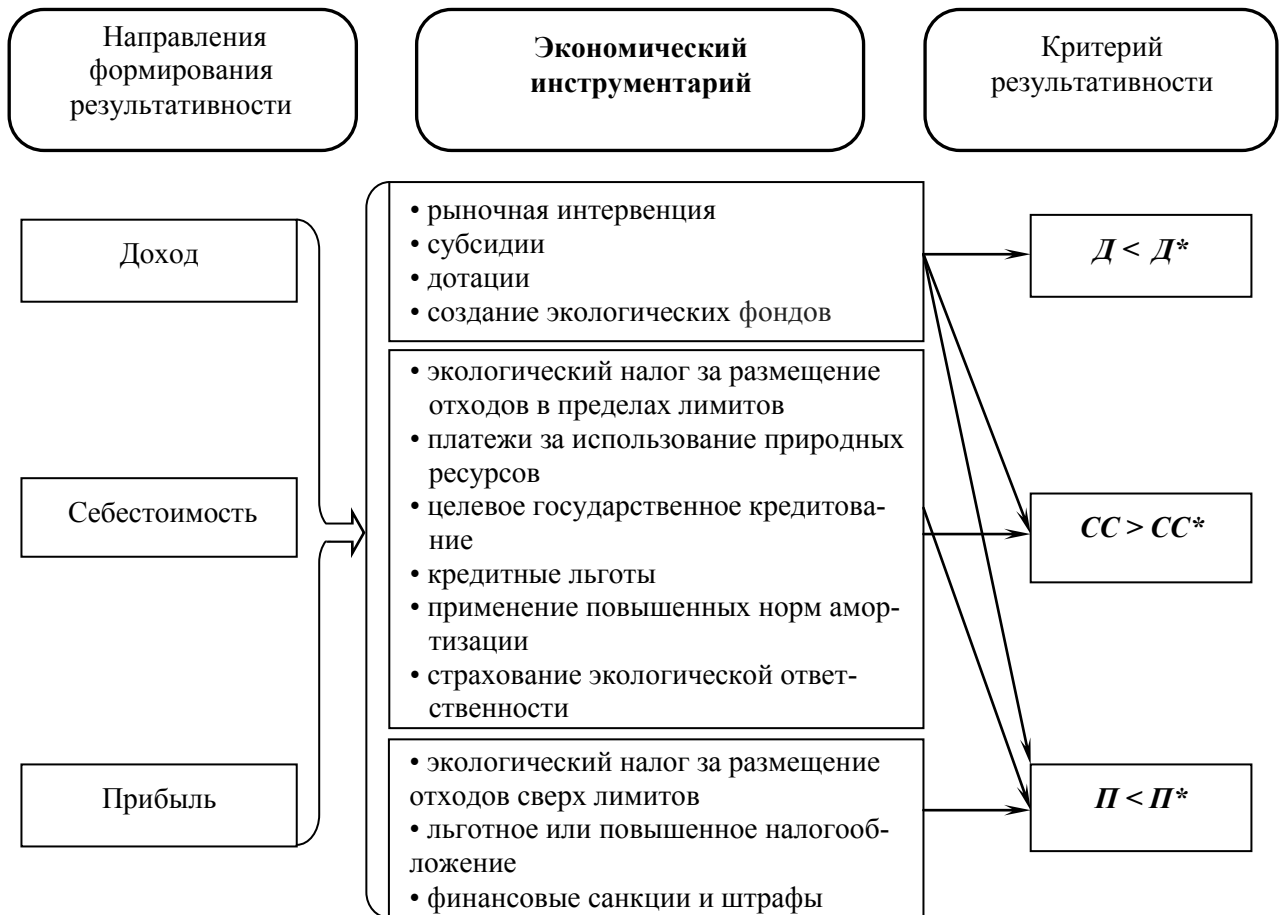 Направления
формирования
результативности
Экономический
инструментарий
Критерий
результативности
Доход
Себестоимость
Прибыль
• рыночная интервенция
• субсидии
• дотации
• создание экологических фондов
• экологический налог за размещение
отходов в пределах лимитов
• платежи за использование природных
ресурсов
• целевое государственное кредитова-
ние
• кредитные льготы
• применение повышенных норм амор-
тизации
• страхование экологической ответ-
ственности
• экологический налог за размещение
отходов сверх лимитов
• льготное или повышенное налогооб-
ложение
• финансовые санкции и штрафы
Д < Д*
СС > СС*
П < П*